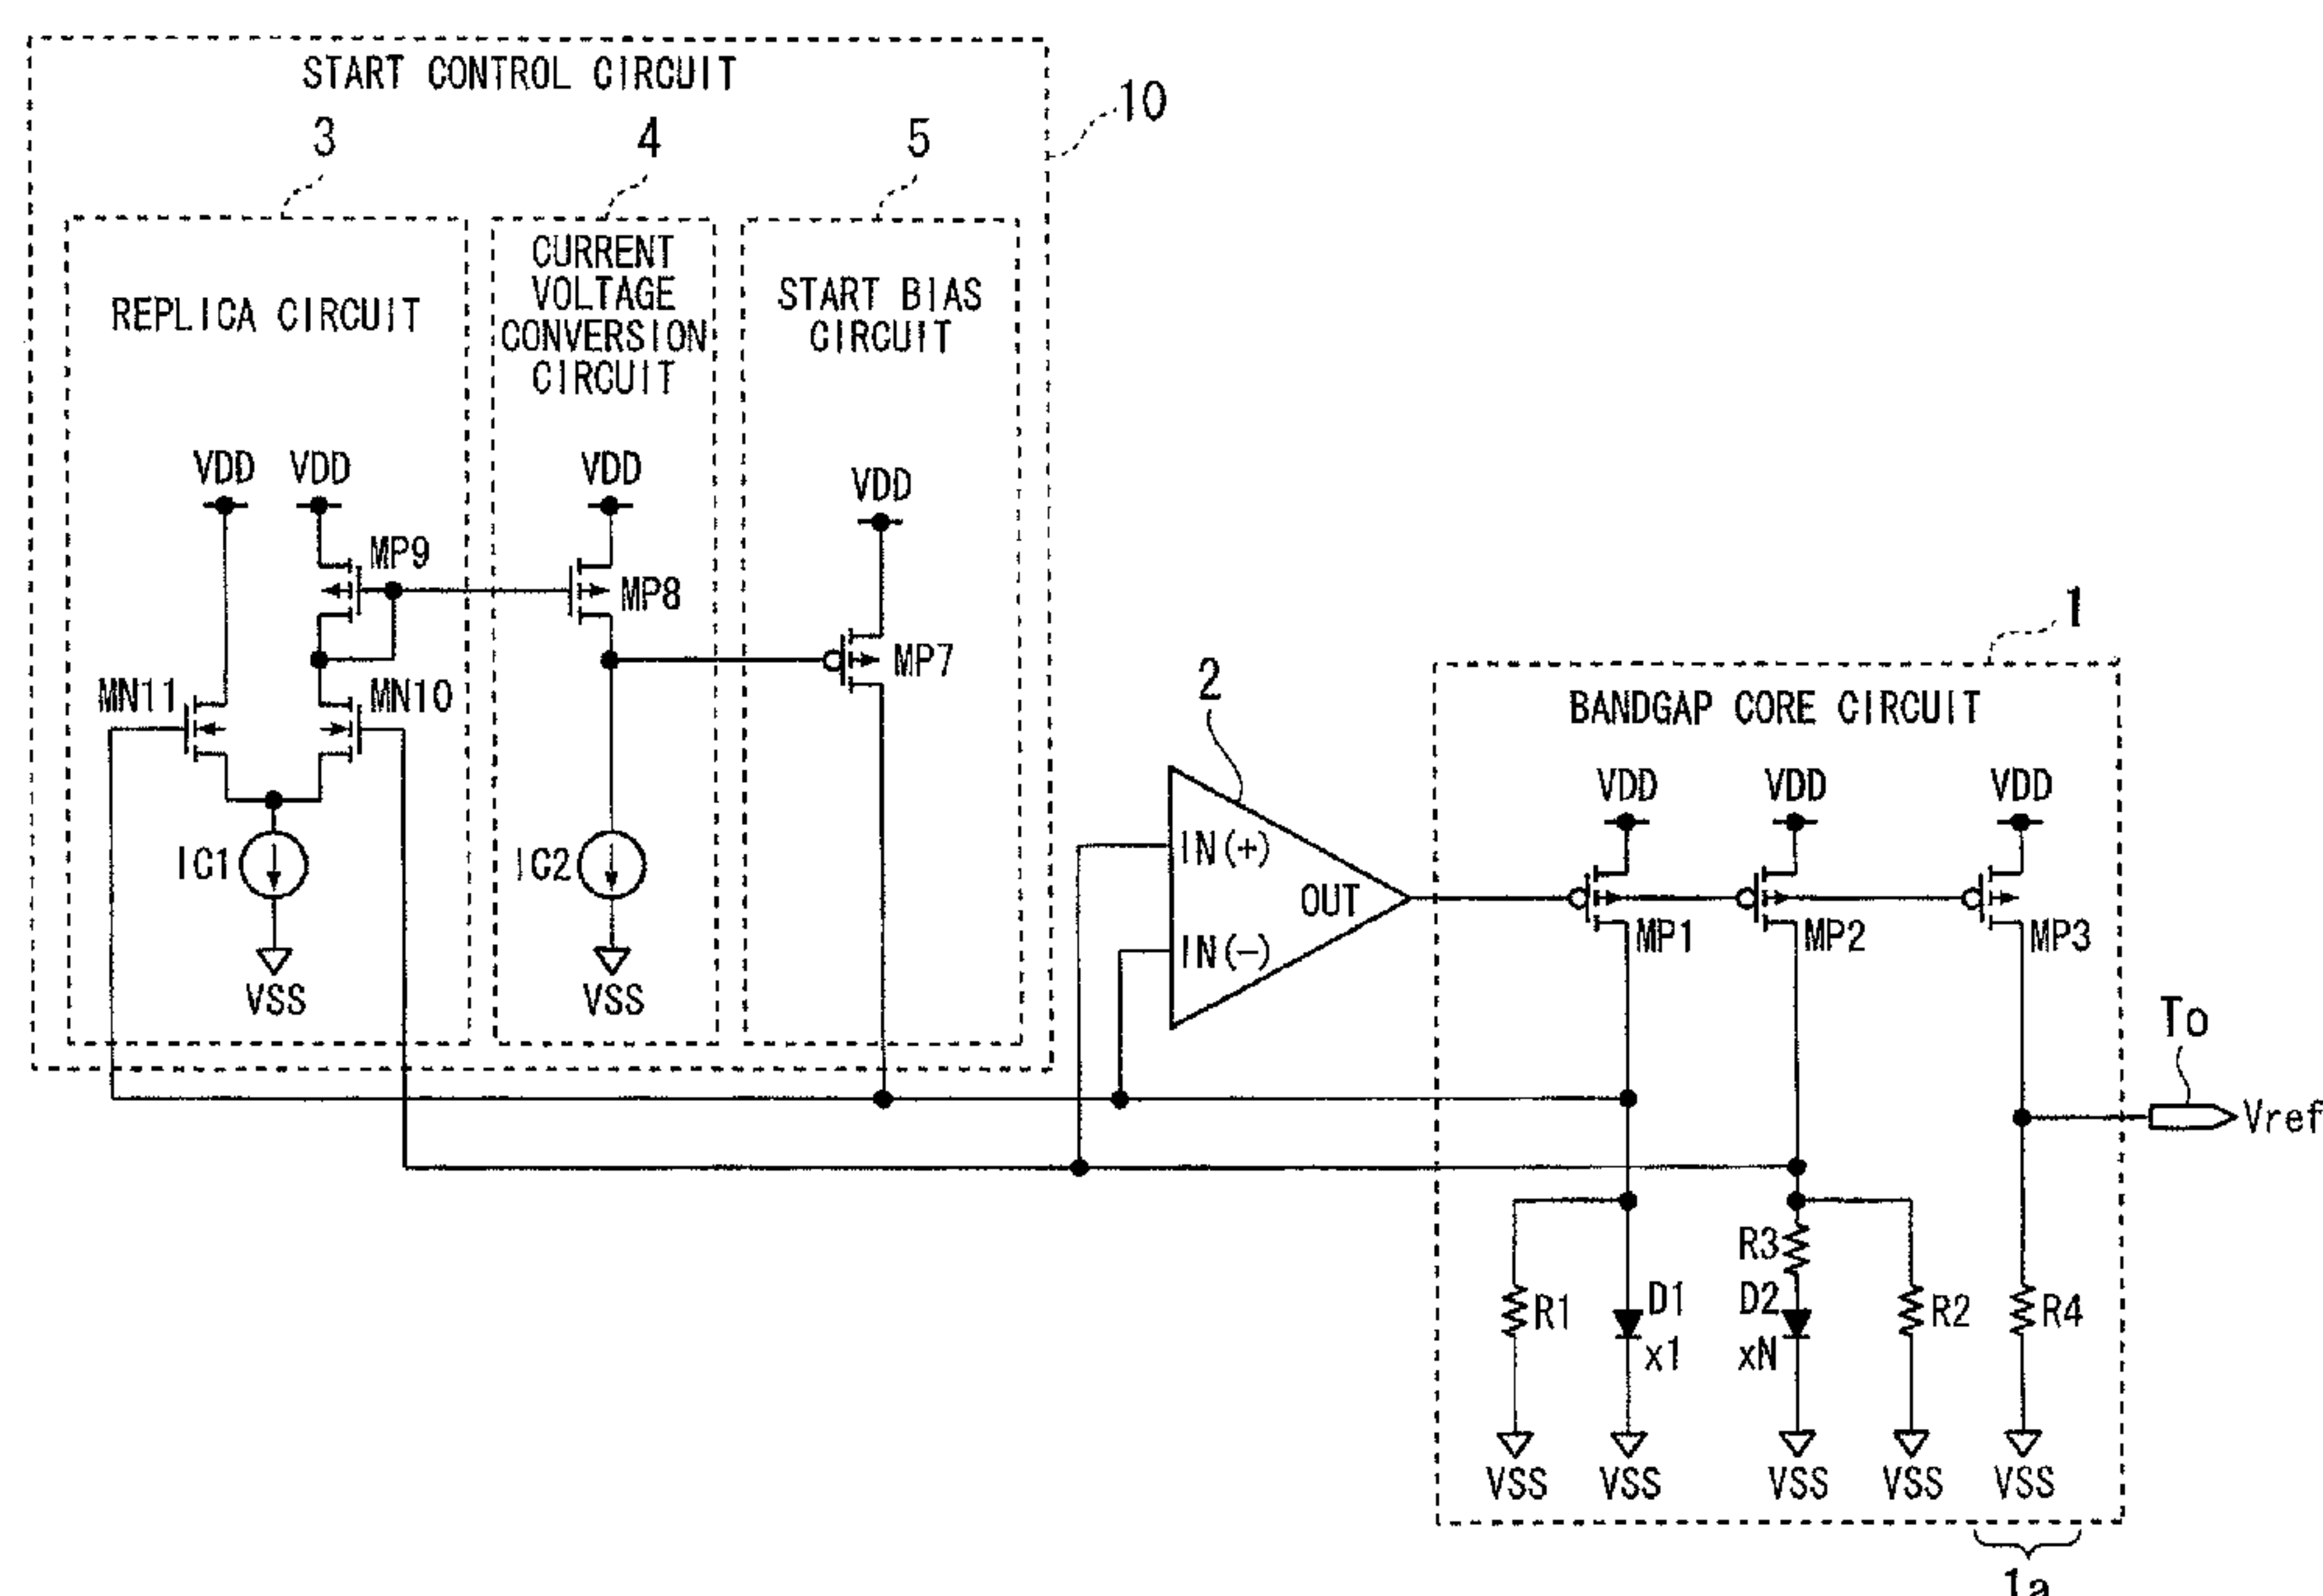 START CONTROL CIRCUIT
10
3
4
5
REPLICA CIRCUIT
CURRENT
VOLTAGE
CONVERSION
CIRCUIT
START BIAS
CIRCUIT
VDD
VDD
VDD
VDD
MP9
MP8
MP7
MN11
MN10
IC1
IC2
VSS
VSS
2
IN(+)
IN(-)
OUT
1
BANDGAP CORE CIRCUIT
VDD
VDD
VDD
MP1
MP2
MP3
To
Vref
R1
D1
x1
R3
D2
xN
R2
R4
VSS
VSS
VSS
VSS
VSS
1a